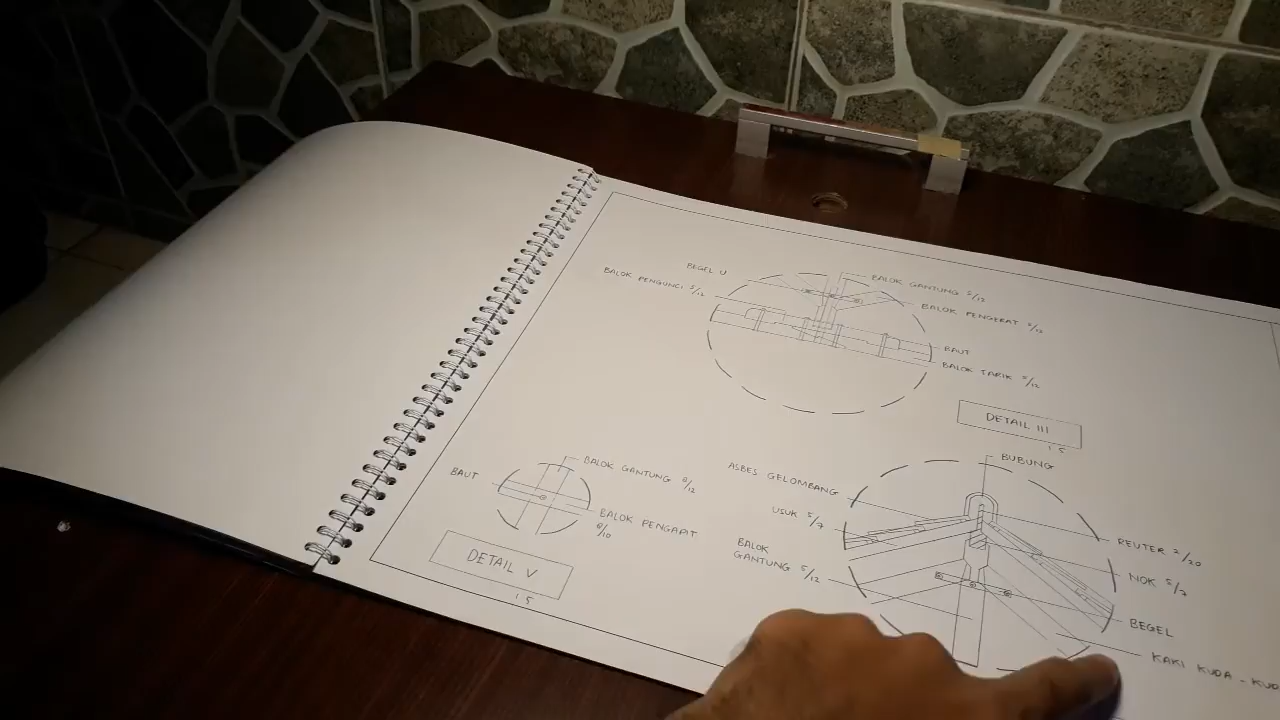 BEGEL U
BALOK PENGUNCI 5/12
BALOK GANTUNG 5/12
BALOK PENGERAT 5/12
BAUT
BALOK TARIK 8/12
DETAIL III
1 5
BAUT
BALOK GANTUNG 8/12
BALOK PENGAPIT
8/10
DETAIL V
1 5
BUBUNG
ASBES GELOMBANG
USUK 5/7
BALOK
GANTUNG 5/12
REUTER 2/20
NOK 5/7
BEGEL
KAKI KUDA - KUD